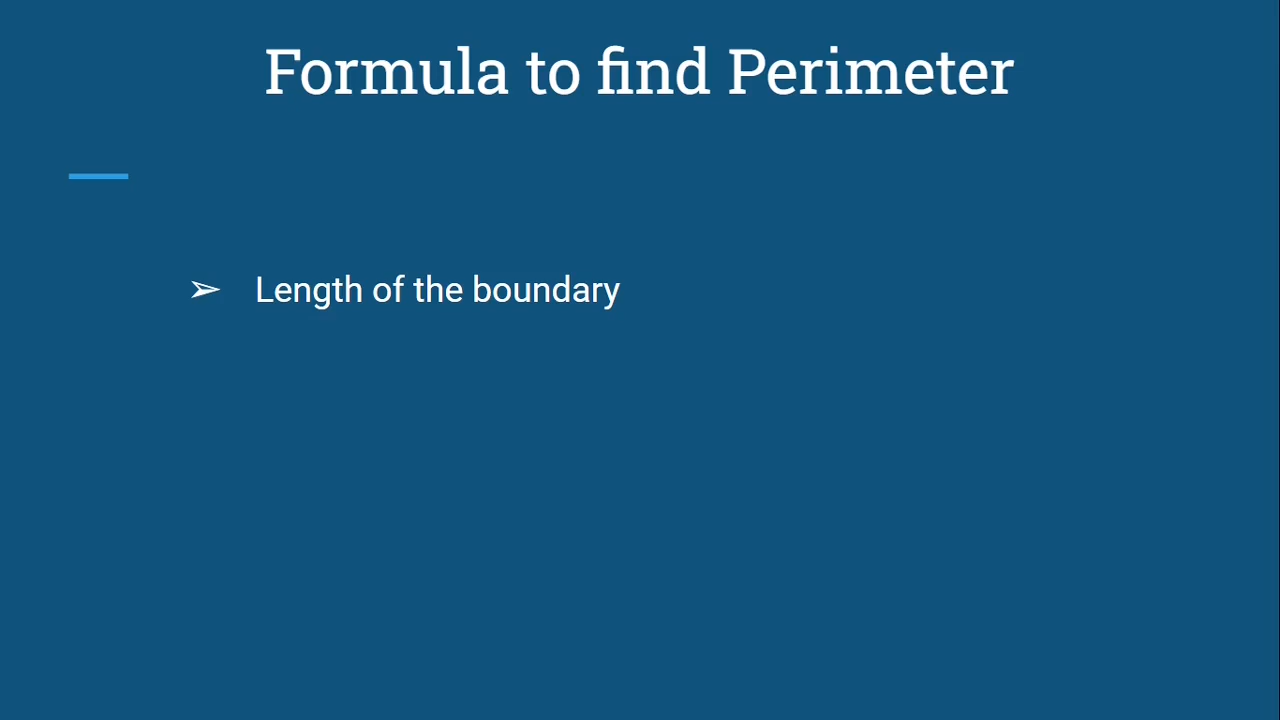 Formula to find Perimeter
➢ Length of the boundary